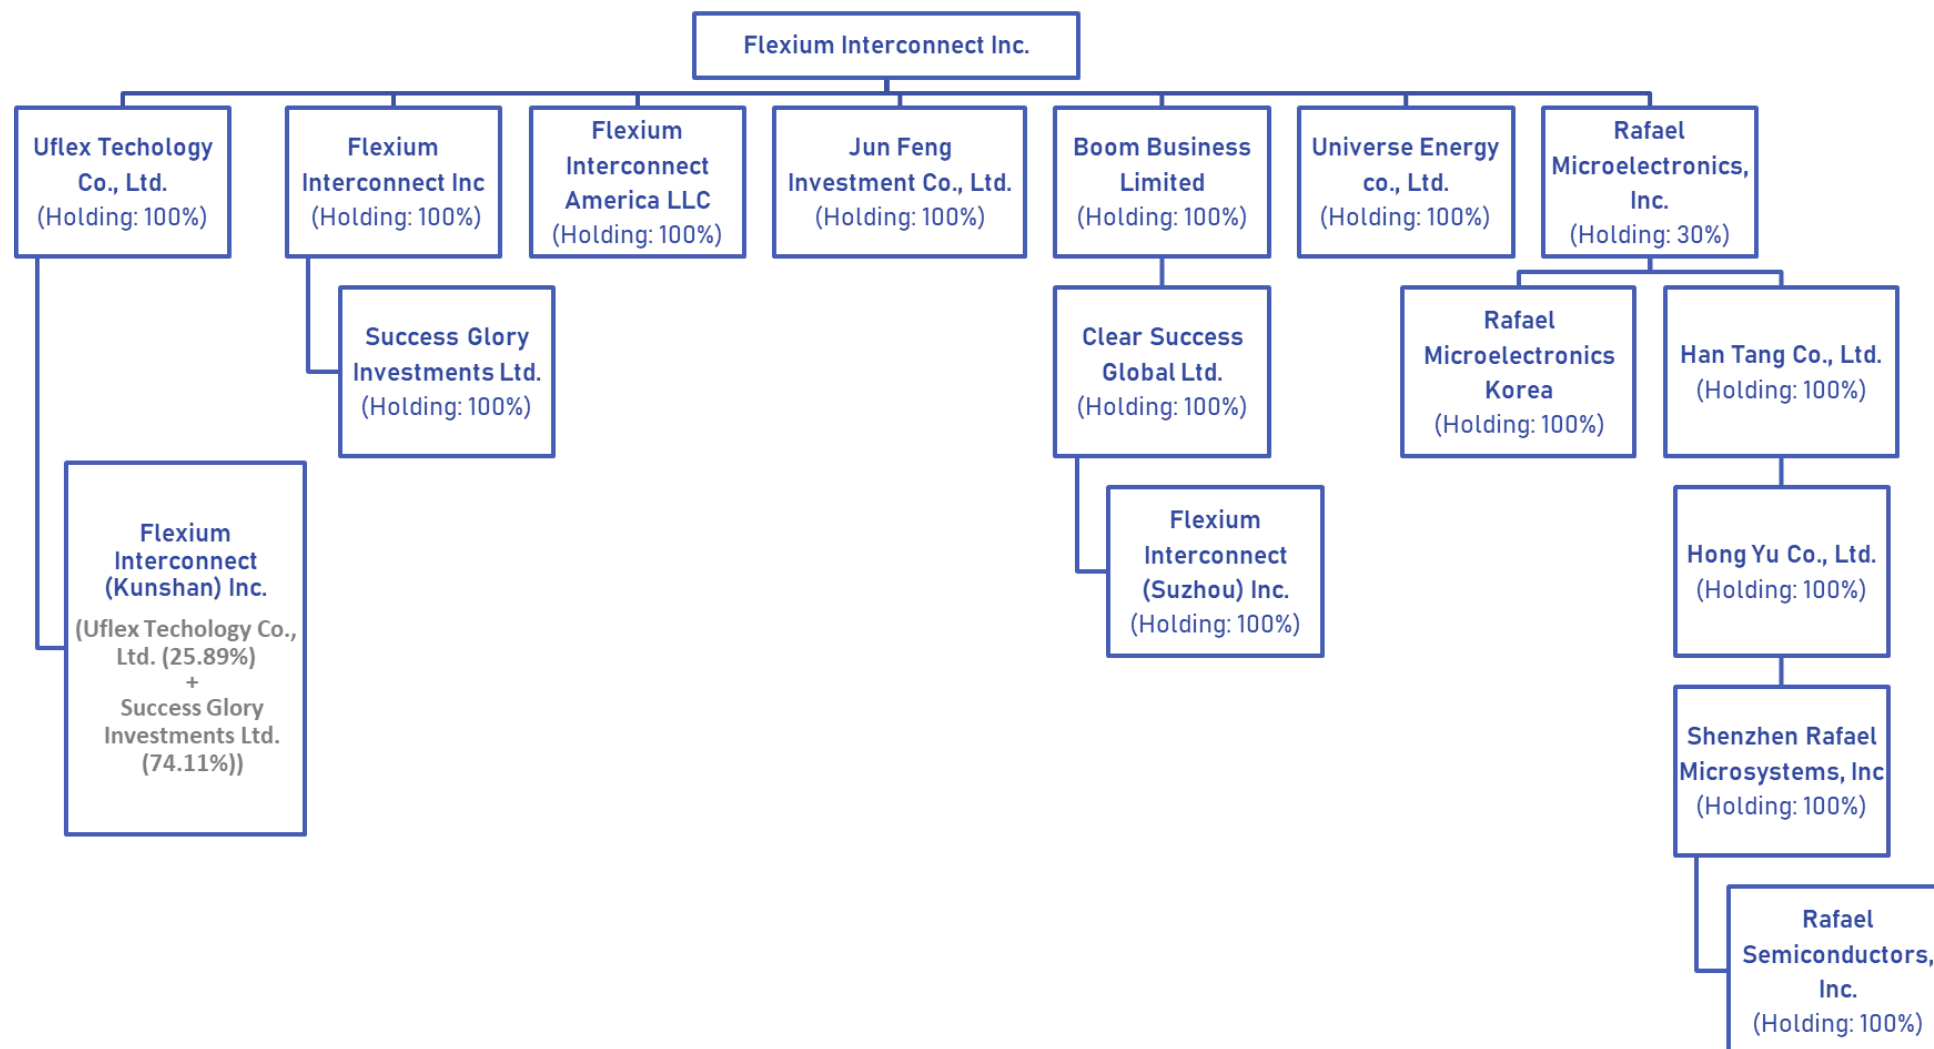 Flexium Interconnect Inc.
Uflex Techology
Co., Ltd.
(Holding: 100%)
Flexium
Interconnect Inc
(Holding: 100%)
Flexium
Interconnect
America LLC
(Holding: 100%)
Jun Feng
Investment Co., Ltd.
(Holding: 100%)
Boom Business
Limited
(Holding: 100%)
Universe Energy
co., Ltd.
(Holding: 100%)
Rafael
Microelectronics,
Inc.
(Holding: 30%)
Success Glory
Investments Ltd.
(Holding: 100%)
Clear Success
Global Ltd.
(Holding: 100%)
Rafael
Microelectronics
Korea
(Holding: 100%)
Han Tang Co., Ltd.
(Holding: 100%)
Flexium
Interconnect
(Kunshan) Inc.
(Uflex Techology Co.,
Ltd. (25.89%)
+
Success Glory
Investments Ltd.
(74.11%))
Flexium
Interconnect
(Suzhou) Inc.
(Holding: 100%)
Hong Yu Co., Ltd.
(Holding: 100%)
Shenzhen Rafael
Microsystems, Inc
(Holding: 100%)
Rafael
Semiconductors,
Inc.
(Holding: 100%)